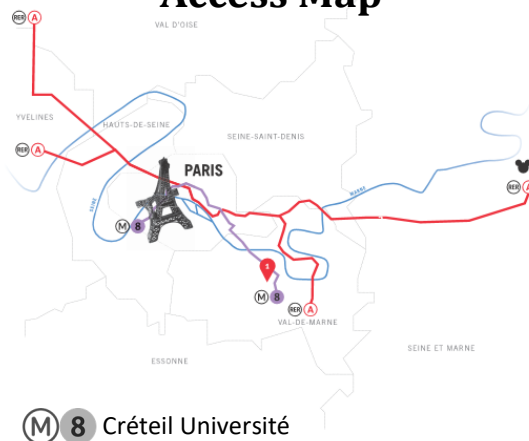 Access Map
RER A
VAL D'OISE
YVELINES
HAUTS-DE-SEINE
SEINE-SAINT-DENIS
RER A
PARIS
MARNE
RER A
SEINE
M 8
1
M 8
RER A
VAL-DE-MARNE
SEINE ET MARNE
ESSONNE
M 8 Créteil Université